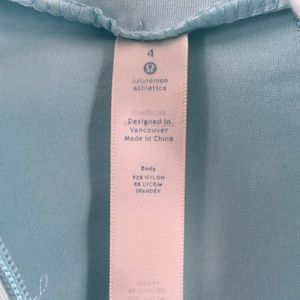 4
lululemon
athletica
Designed in
Vancouver
Made in China
Body
92% NYLON
8% LYCRA®
SPANDEX